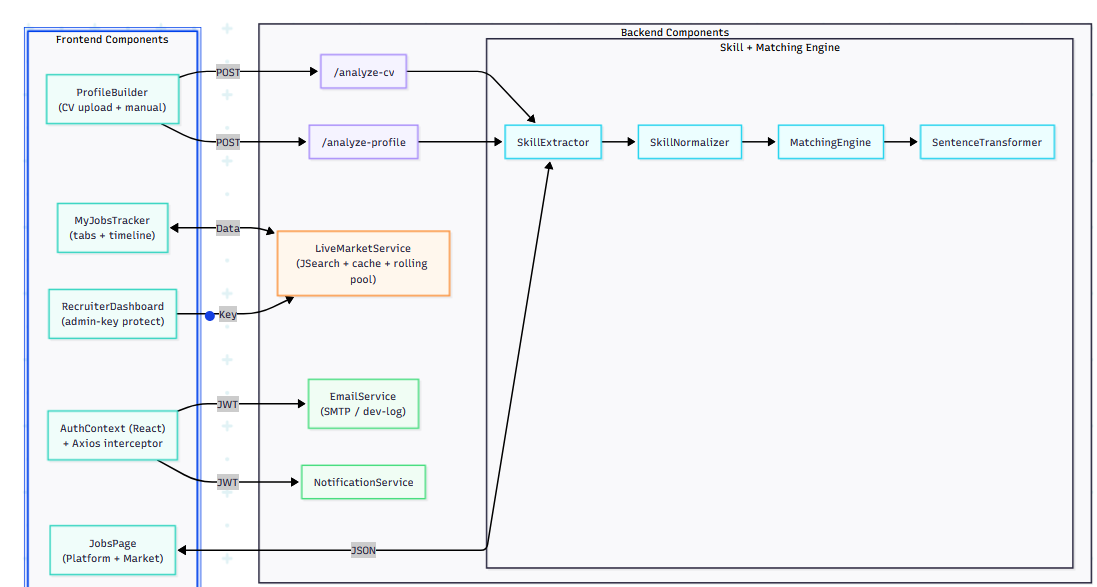 Frontend Components
Backend Components
Skill + Matching Engine
ProfileBuilder
(CV upload + manual)
POST
/analyze-cv
POST
/analyze-profile
SkillExtractor
SkillNormalizer
MatchingEngine
SentenceTransformer
MyJobsTracker
(tabs + timeline)
Data
LiveMarketService
(JSearch + cache + rolling
pool)
RecruiterDashboard
(admin-key protect)
Key
AuthContext (React)
+ Axios interceptor
JWT
EmailService
(SMTP / dev-log)
JWT
NotificationService
JobsPage
(Platform + Market)
JSON